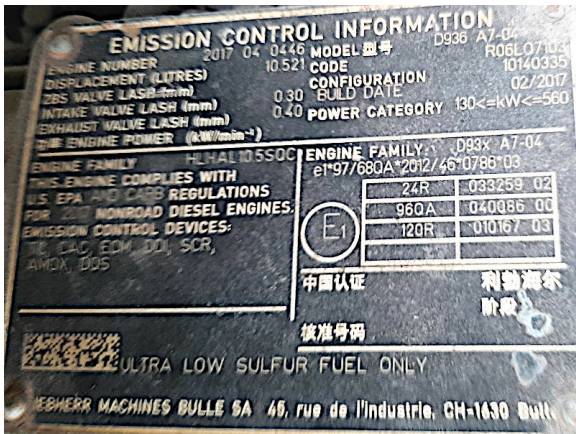 EMISSION CONTROL INFORMATION
ENGINE NUMBER 2017 04 0446 MODEL型号 D936 A7-04
DISPLACEMENT (LITRES) 10.521 CODE R06L07103
CONFIGURATION 10140335
INTAKE VALVE LASH (mm) 0.30 BUILD DATE 02/2017
EXHAUST VALVE LASH (mm) 0.40 POWER CATEGORY 130<=kW<=560
ENGINE POWER (kW/min⁻¹)
ENGINE FAMILY HLHAL10.5SQC ENGINE FAMILY: D93x A7-04
THIS ENGINE COMPLIES WITH e1*97/68QA*2012/46*0786*03
U.S EPA AND CARB REGULATIONS 24R 033259 02
FOR 2017 NONROAD DIESEL ENGINES. 96QA 040086 00
EMISSION CONTROL DEVICES: E1 120R 010167 03
TC, CAC, ECM, DDI, SCR,
AMOX, DOS
中国认证 利勃海尔
阶段
核准号码
ULTRA LOW SULFUR FUEL ONLY
LIEBHERR MACHINES BULLE SA 45, rue de l'industrie, CH-1630 Bulle